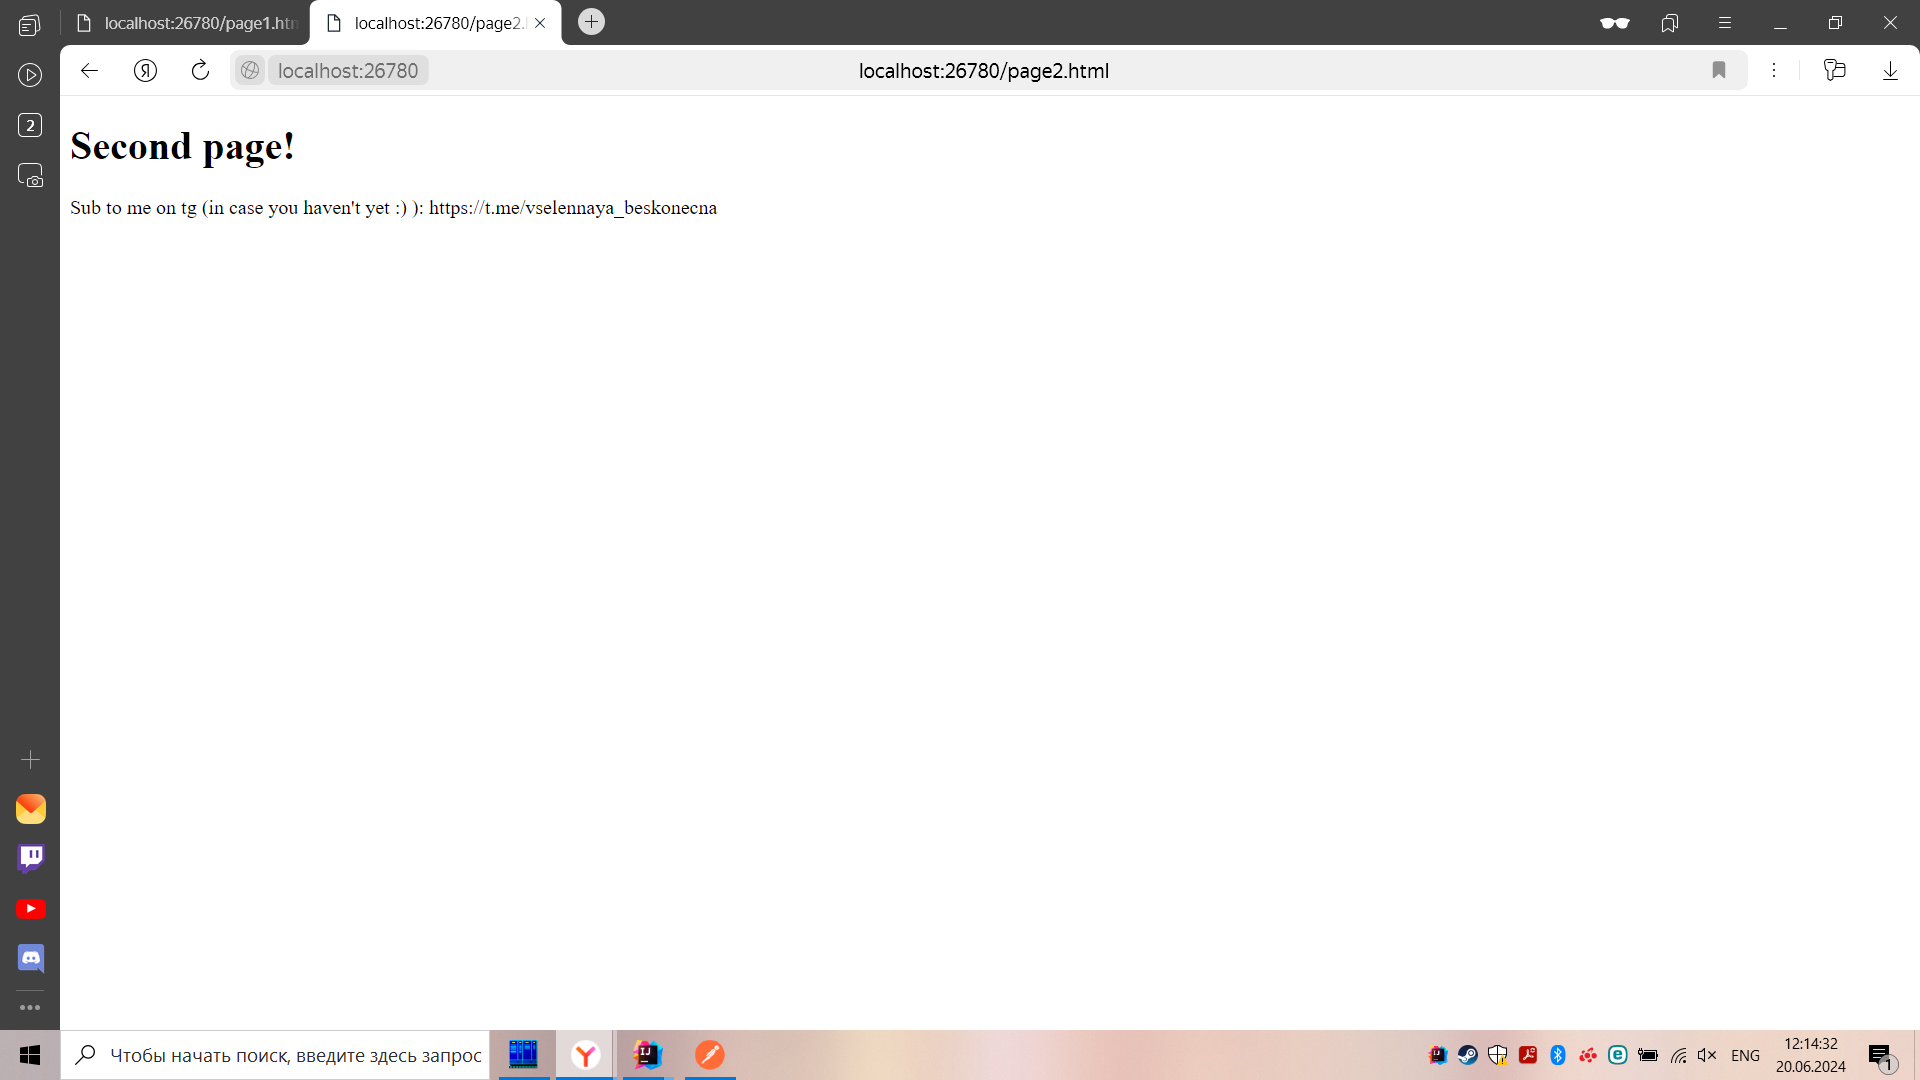 localhost:26780/page1.htm
localhost:26780/page2.
localhost:26780
localhost:26780/page2.html
2
Second page!
Sub to me on tg (in case you haven't yet :) ): https://t.me/vselennaya_beskonecna
Чтобы начать поиск, введите здесь запрос
ENG
12:14:32
20.06.2024
1